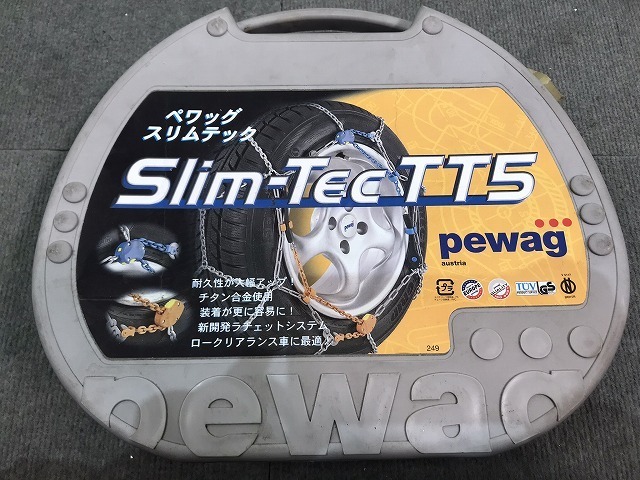 ペワッグ
スリムテック
Slim-Tec TT5
pewag
austria
耐久性が大幅アップ!
チタン合金使用
装着が更に容易に!
新開発ラチェットシステム
ロークリアランス車に最適
TÜV
GS
249
pewag